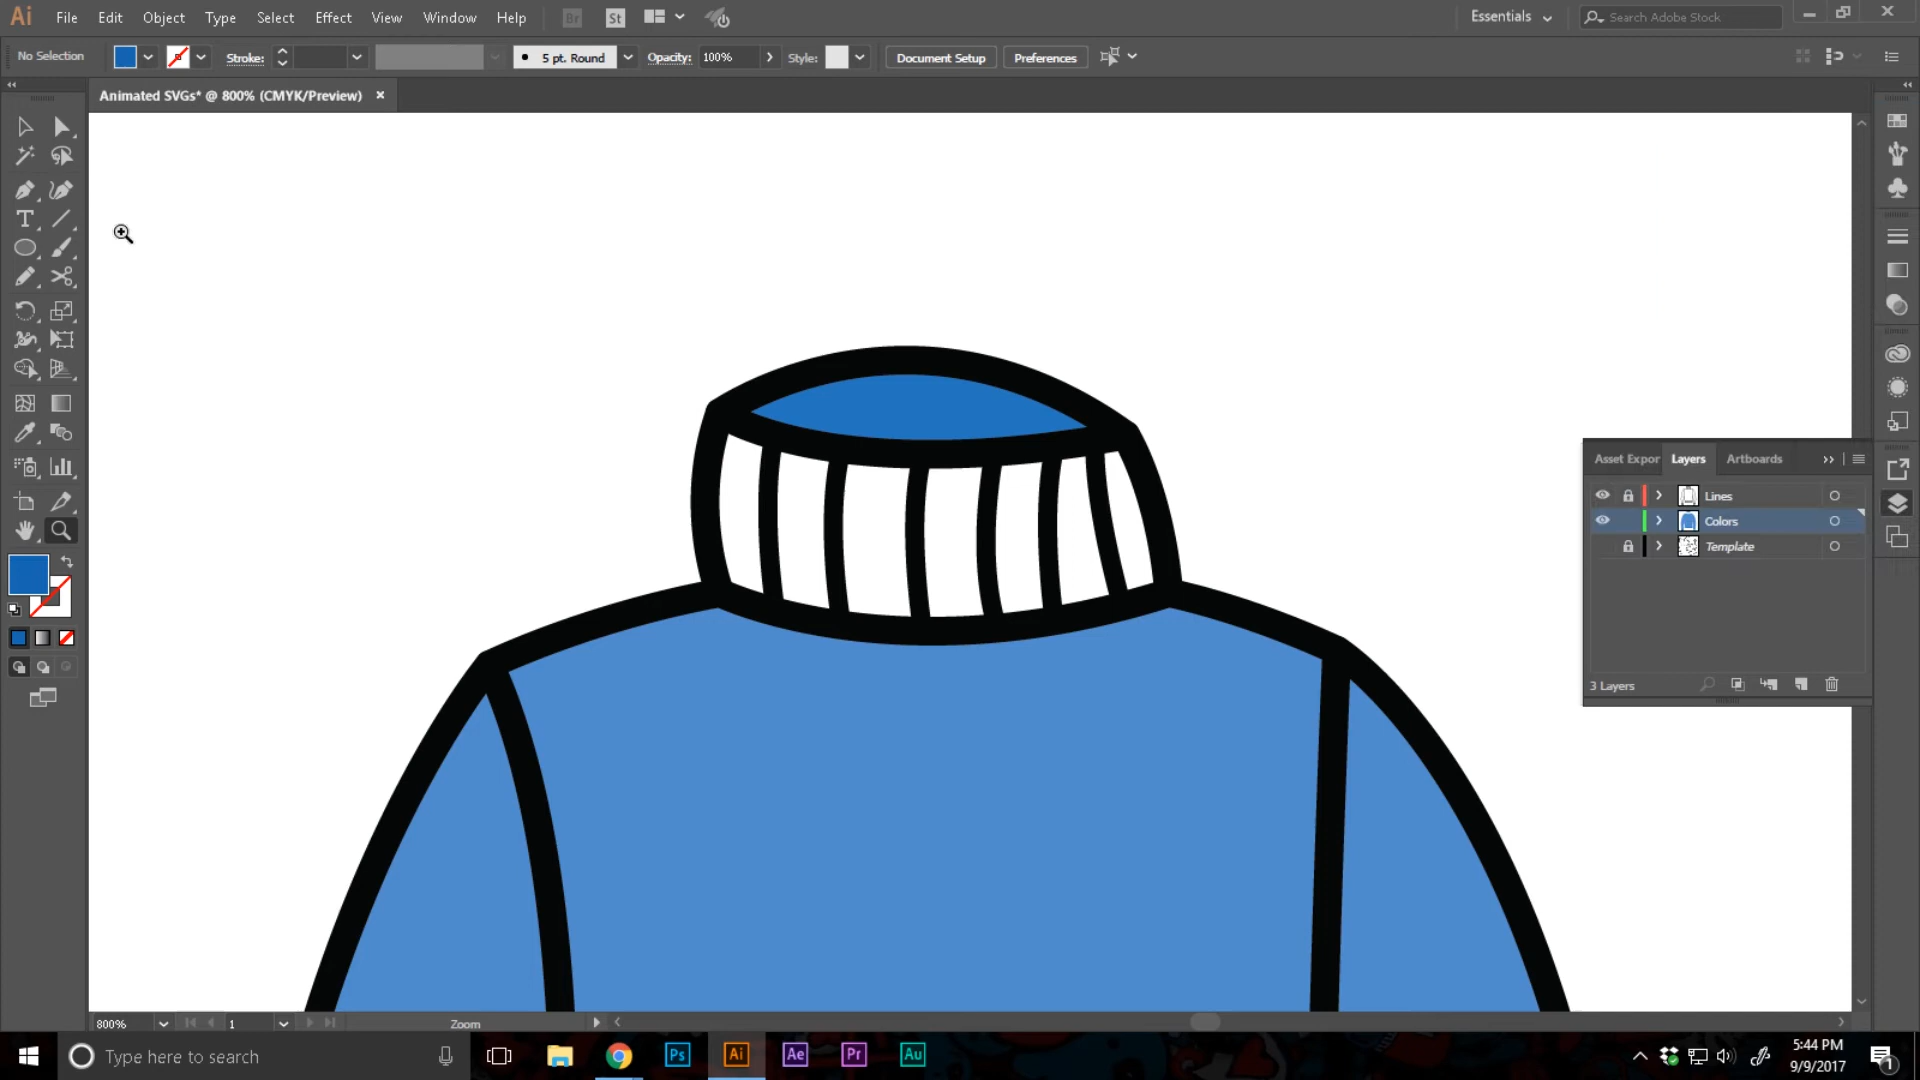 Ai File Edit Object Type Select Effect View Window Help Br St Essentials Search Adobe Stock
No Selection Stroke: 5 pt. Round Opacity: 100% Style: Document Setup Preferences
Animated SVGs* @ 800% (CMYK/Preview)
Asset Expor Layers Artboards
Lines
Colors
Template
3 Layers
800% 1 Zoom
Type here to search Ps Ai Ae Pr Au
5:44 PM
9/9/2017
1